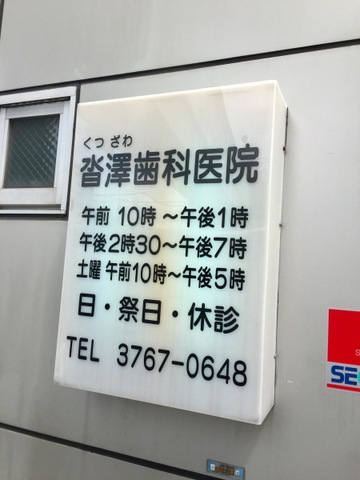 くつ ざわ
沓澤歯科医院
午前 10時 ～午後1時
午後2時30～午後7時
土曜 午前10時～午後5時
日・祭日・休診
TEL 3767-0648